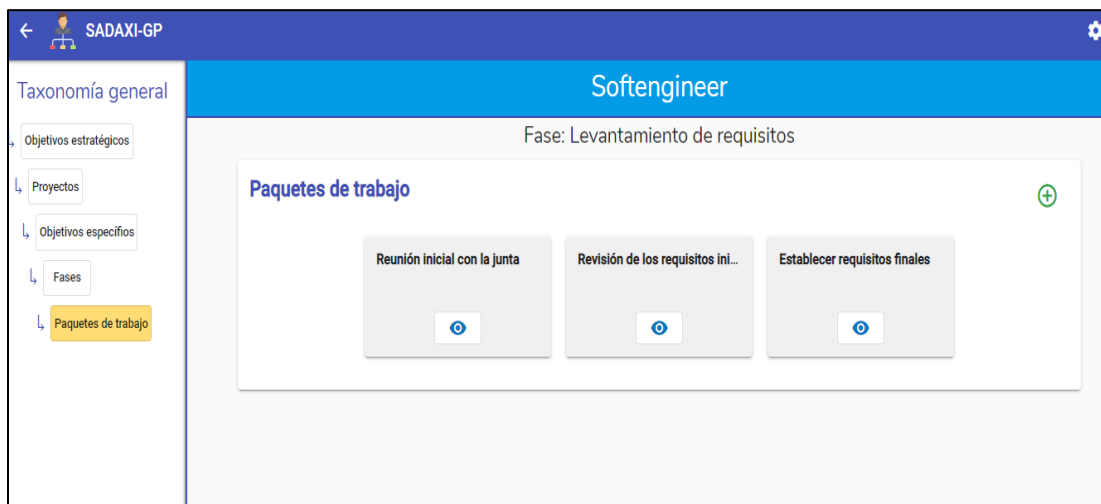 SADAXI-GP
Taxonomía general
Objetivos estratégicos
Proyectos
Objetivos específios
Fases
Paquetes de trabajo
Softengineer
Fase: Levantamiento de requisitos
Paquetes de trabajo
Reunión inicial con la junta
Revisión de los requisitos ini...
Establecer requisitos finales